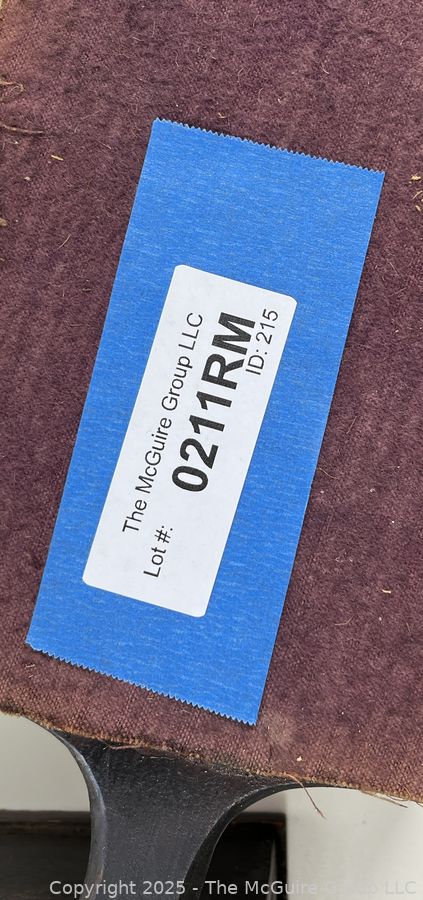 The McGuire Group LLC
Lot #: 0211RM
ID: 215
Copyright 2025 - The McGuire Group LLC